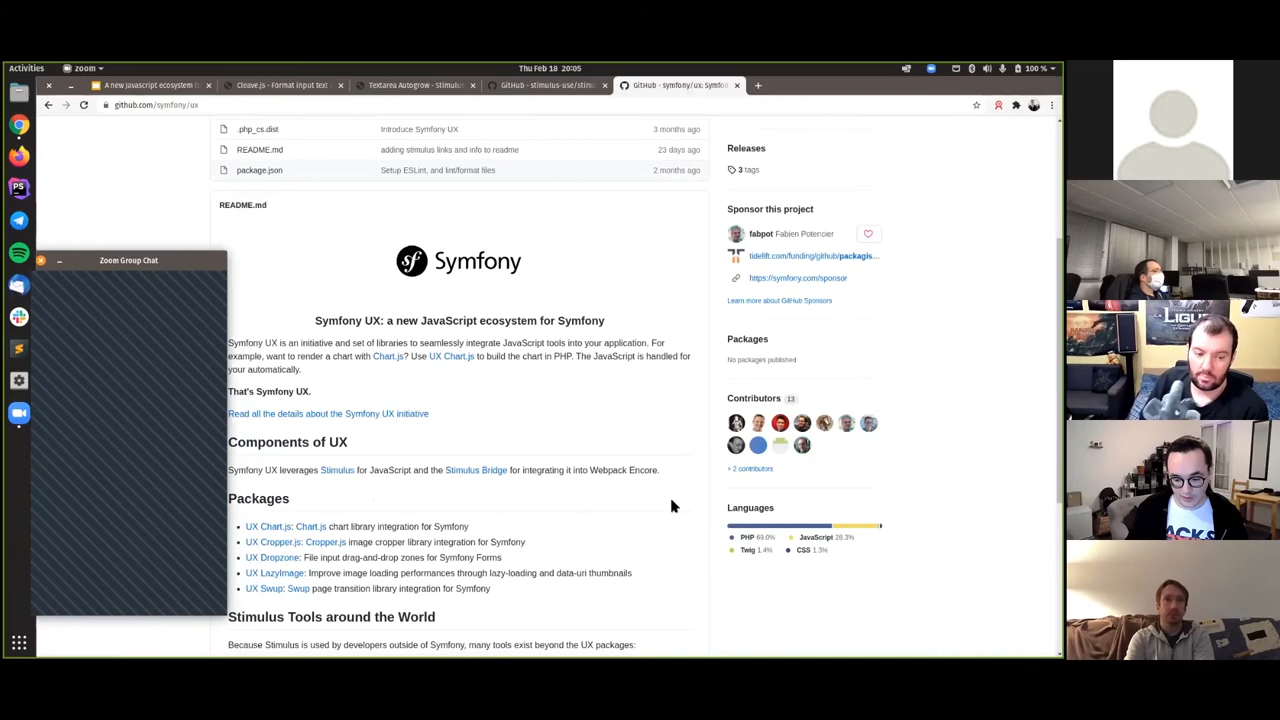 Activities
zoom
Thu Feb 18 20:05
100 %
A new javascript ecosystem f
Cleave.js - Format input text
Textarea Autogrow - Stimulus
GitHub - stimulus-use/stimu
GitHub - symfony/ux: Symfon
github.com/symfony/ux
.php_cs.dist
Introduce Symfony UX
3 months ago
README.md
adding stimulus links and info to readme
23 days ago
package.json
Setup ESLint, and lint/format files
2 months ago
README.md
Symfony
Symfony UX: a new JavaScript ecosystem for Symfony
Symfony UX is an initiative and set of libraries to seamlessly integrate JavaScript tools into your application. For
example, want to render a chart with Chart.js? Use UX Chart.js to build the chart in PHP. The JavaScript is handled for
your automatically.
That's Symfony UX.
Read all the details about the Symfony UX initiative
Components of UX
Symfony UX leverages Stimulus for JavaScript and the Stimulus Bridge for integrating it into Webpack Encore.
Packages
UX Chart.js: Chart.js chart library integration for Symfony
UX Cropper.js: Cropper.js image cropper library integration for Symfony
UX Dropzone: File input drag-and-drop zones for Symfony Forms
UX LazyImage: Improve image loading performances through lazy-loading and data-uri thumbnails
UX Swup: Swup page transition library integration for Symfony
Stimulus Tools around the World
Because Stimulus is used by developers outside of Symfony, many tools exist beyond the UX packages:
Zoom Group Chat
Releases
3 tags
Sponsor this project
fabpot Fabien Potencier
tidelift.com/funding/github/packagis...
https://symfony.com/sponsor
Learn more about GitHub Sponsors
Packages
No packages published
Contributors 13
+ 2 contributors
Languages
PHP 69.0%
JavaScript 28.3%
Twig 1.4%
CSS 1.3%
LA
LIGUE